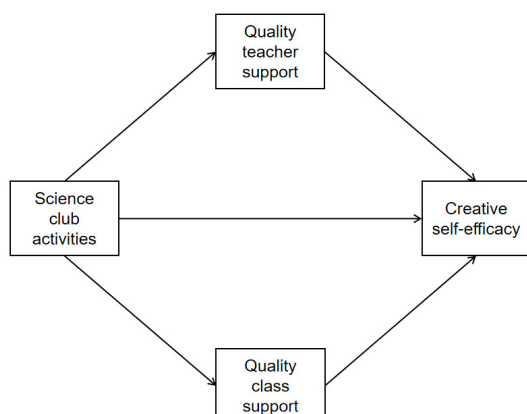 Quality
teacher
support
Science
club
activities
Creative
self-efficacy
Quality
class
support